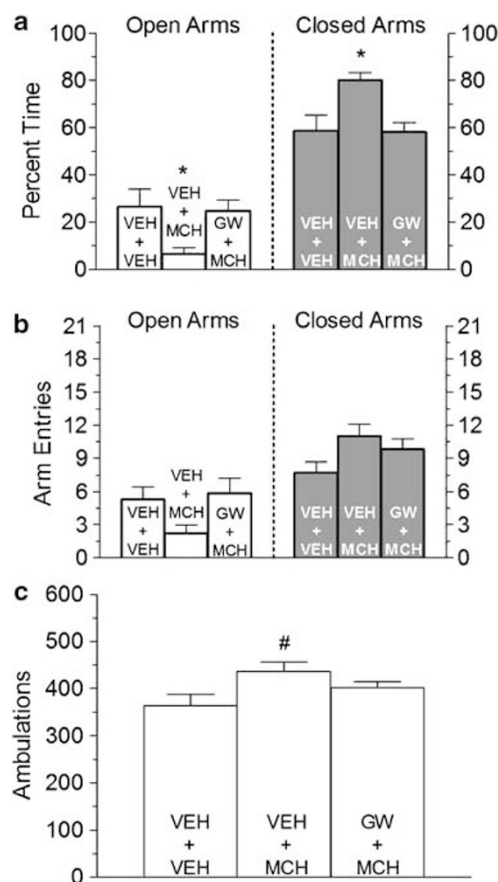 a
Open Arms Closed Arms
Percent Time
100 100
80 80
60 60
40 40
20 20
0 0
*
*
VEH
+
VEH
VEH
+
MCH
GW
+
MCH
VEH
+
VEH
VEH
+
MCH
GW
+
MCH
b
Open Arms Closed Arms
Arm Entries
21 21
18 18
15 15
12 12
9 9
6 6
3 3
0 0
VEH
+
VEH
VEH
+
MCH
GW
+
MCH
VEH
+
VEH
VEH
+
MCH
GW
+
MCH
c
Ambulations
600
500
400
300
200
100
0
#
VEH
+
VEH
VEH
+
MCH
GW
+
MCH